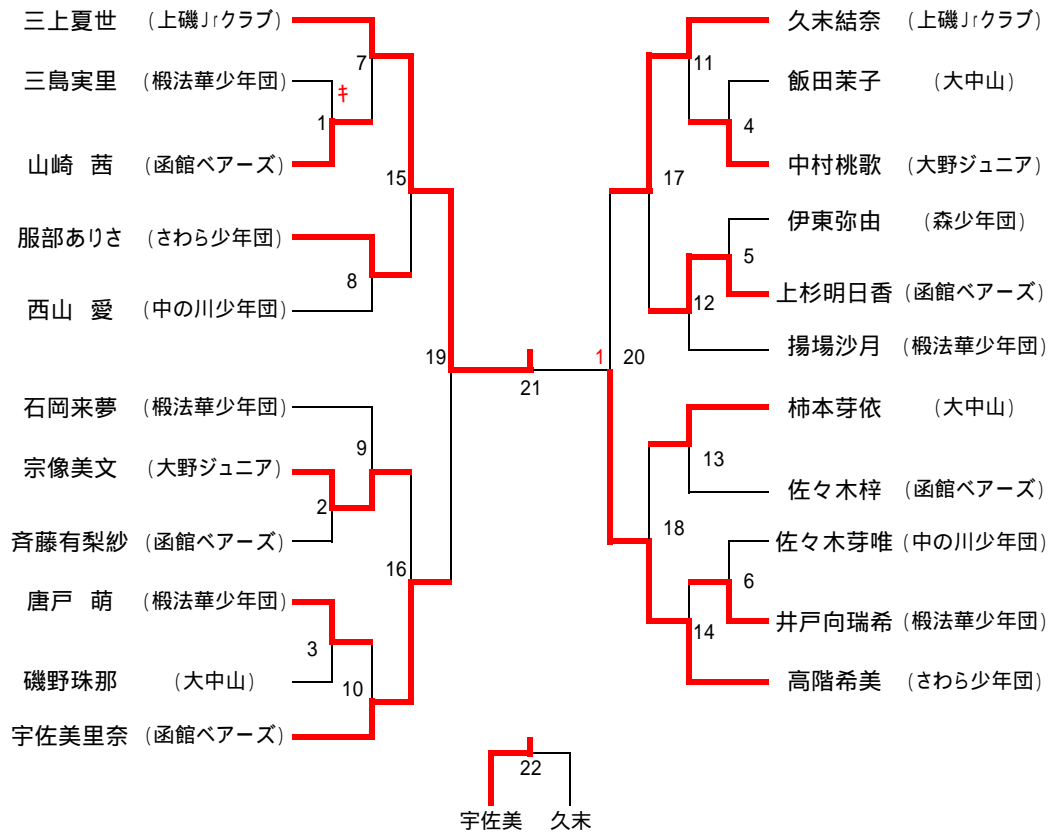 三上夏世 (上磯Jrクラブ)
7
三島実里 (椴法華少年団)
キ
1
山崎 茜 (函館ベアーズ)
15
服部ありさ (さわら少年団)
8
西山 愛 (中の川少年団)
19
石岡来夢 (椴法華少年団)
9
宗像美文 (大野ジュニア)
2
斉藤有梨紗 (函館ベアーズ)
16
唐戸 萌 (椴法華少年団)
3
磯野珠那 (大中山)
10
宇佐美里奈 (函館ベアーズ)
21
久末結奈 (上磯Jrクラブ)
11
飯田茉子 (大中山)
4
中村桃歌 (大野ジュニア)
17
伊東弥由 (森少年団)
5
上杉明日香 (函館ベアーズ)
12
揚場沙月 (椴法華少年団)
1 20
柿本芽依 (大中山)
13
佐々木梓 (函館ベアーズ)
18
佐々木芽唯 (中の川少年団)
6
井戸向瑞希 (椴法華少年団)
14
高階希美 (さわら少年団)
22
宇佐美 久末